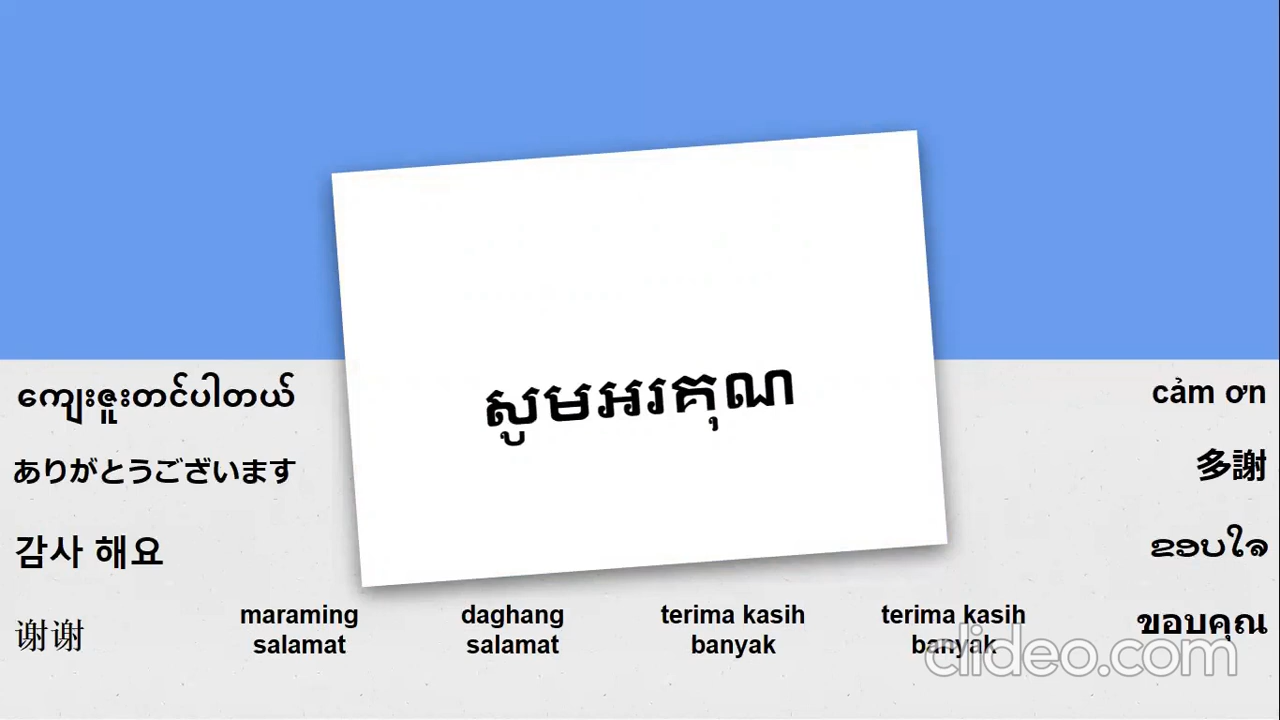 ကျေးဇူးတင်ပါတယ်
ありがとうございます
감사 해요
谢谢
សូមអរគុណ
maraming
salamat
daghang
salamat
terima kasih
banyak
terima kasih
banyak
cảm ơn
多謝
ຂອບໃຈ
ขอบคุณ
clideo.com